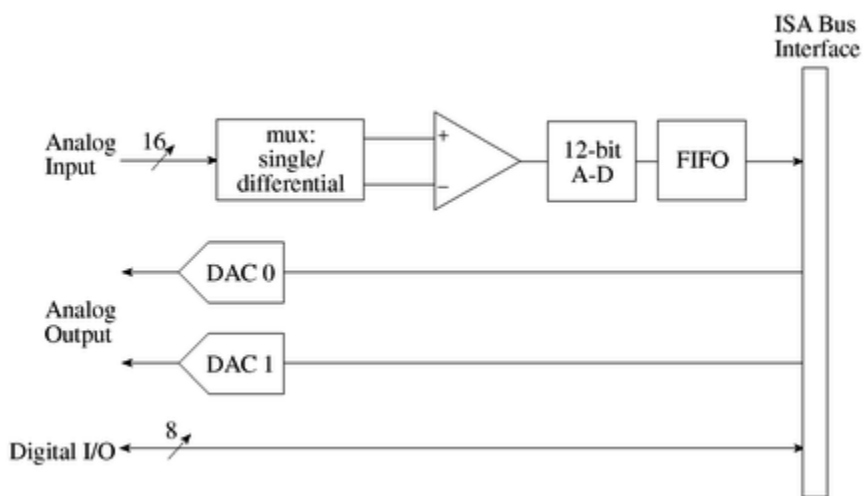 ISA Bus
Interface
Analog
Input
16
mux:
single/
differential
+
−
12-bit
A-D
FIFO
DAC 0
Analog
Output
DAC 1
Digital I/O
8